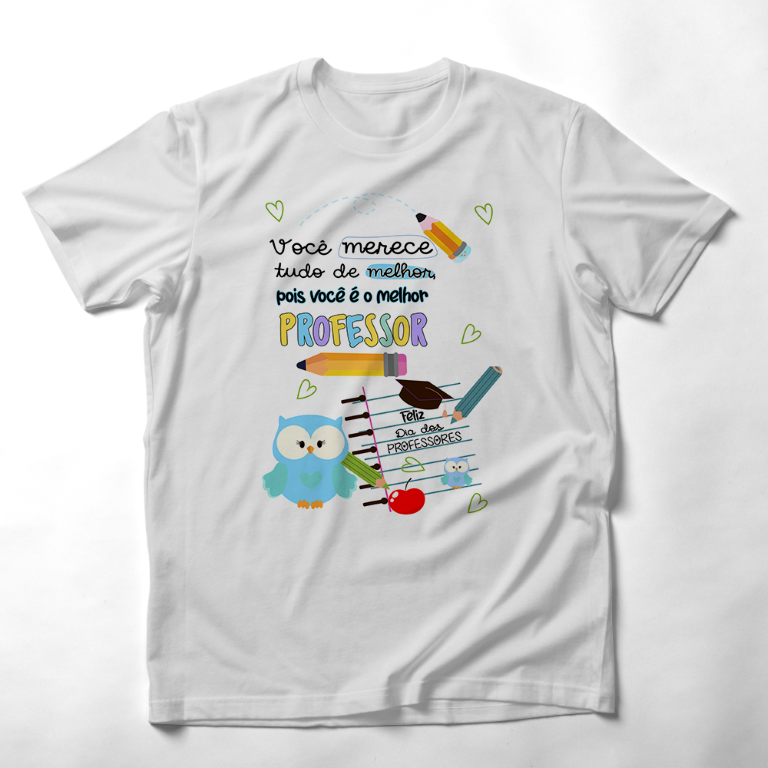 Você merece
tudo de melhor,
pois você é o melhor
PROFESSOR
Feliz
Dia dos
PROFESSORES